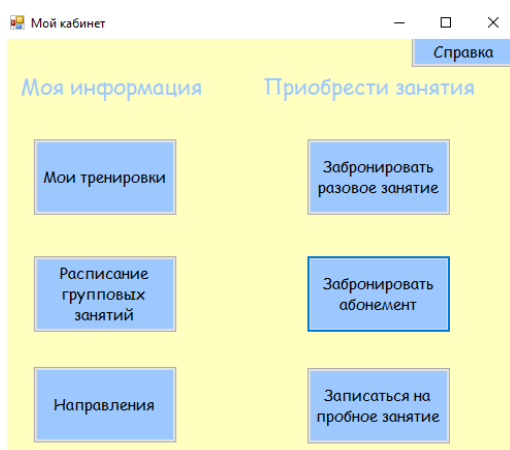 Мой кабинет
Справка
Моя информация
Приобрести занятия
Мои тренировки
Забронировать
разовое занятие
Расписание
групповых
занятий
Забронировать
абонемент
Направления
Записаться на
пробное занятие